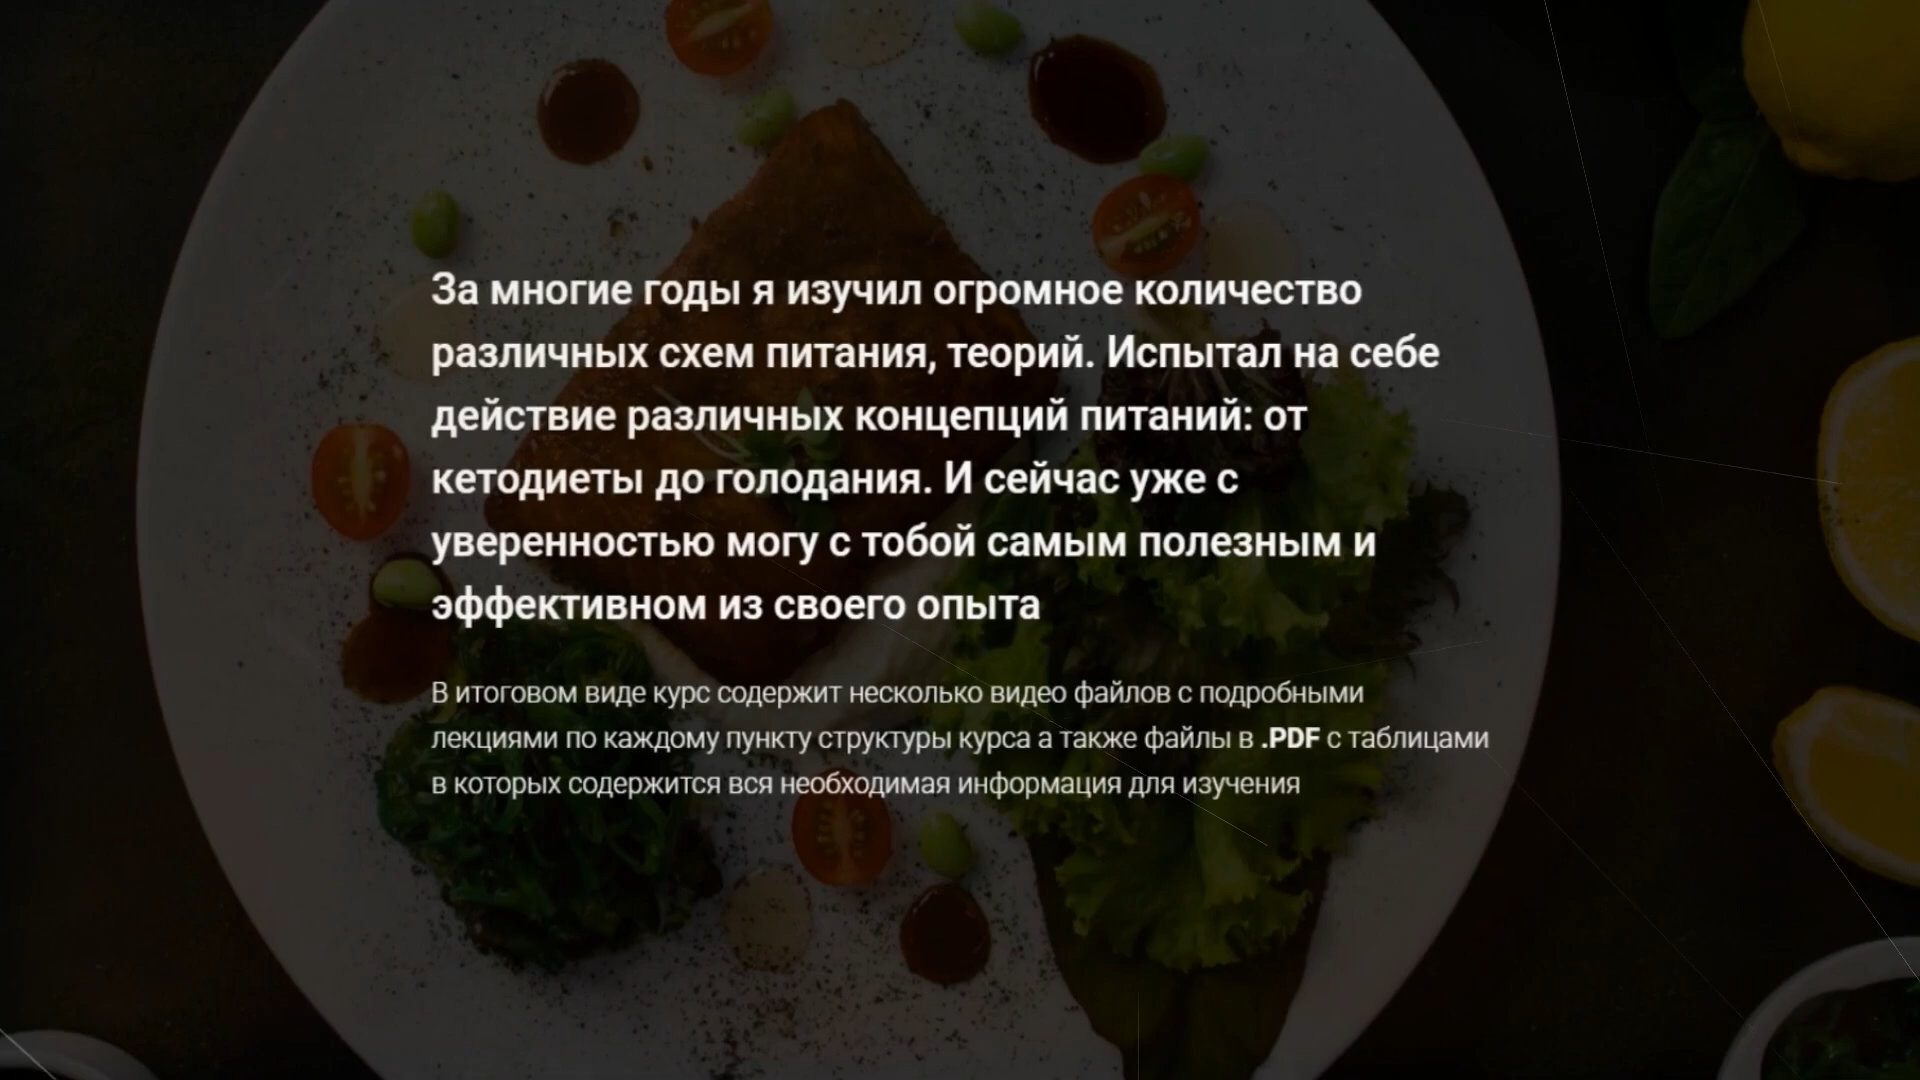 За многие годы я изучил огромное количество
различных схем питания, теорий. Испытал на себе
действие различных концепций питаний: от
кетодиеты до голодания. И сейчас уже с
уверенностью могу с тобой самым полезным и
эффективном из своего опыта
В итоговом виде курс содержит несколько видео файлов с подробными
лекциями по каждому пункту структуры курса а также файлы в .PDF с таблицами
в которых содержится вся необходимая информация для изучения